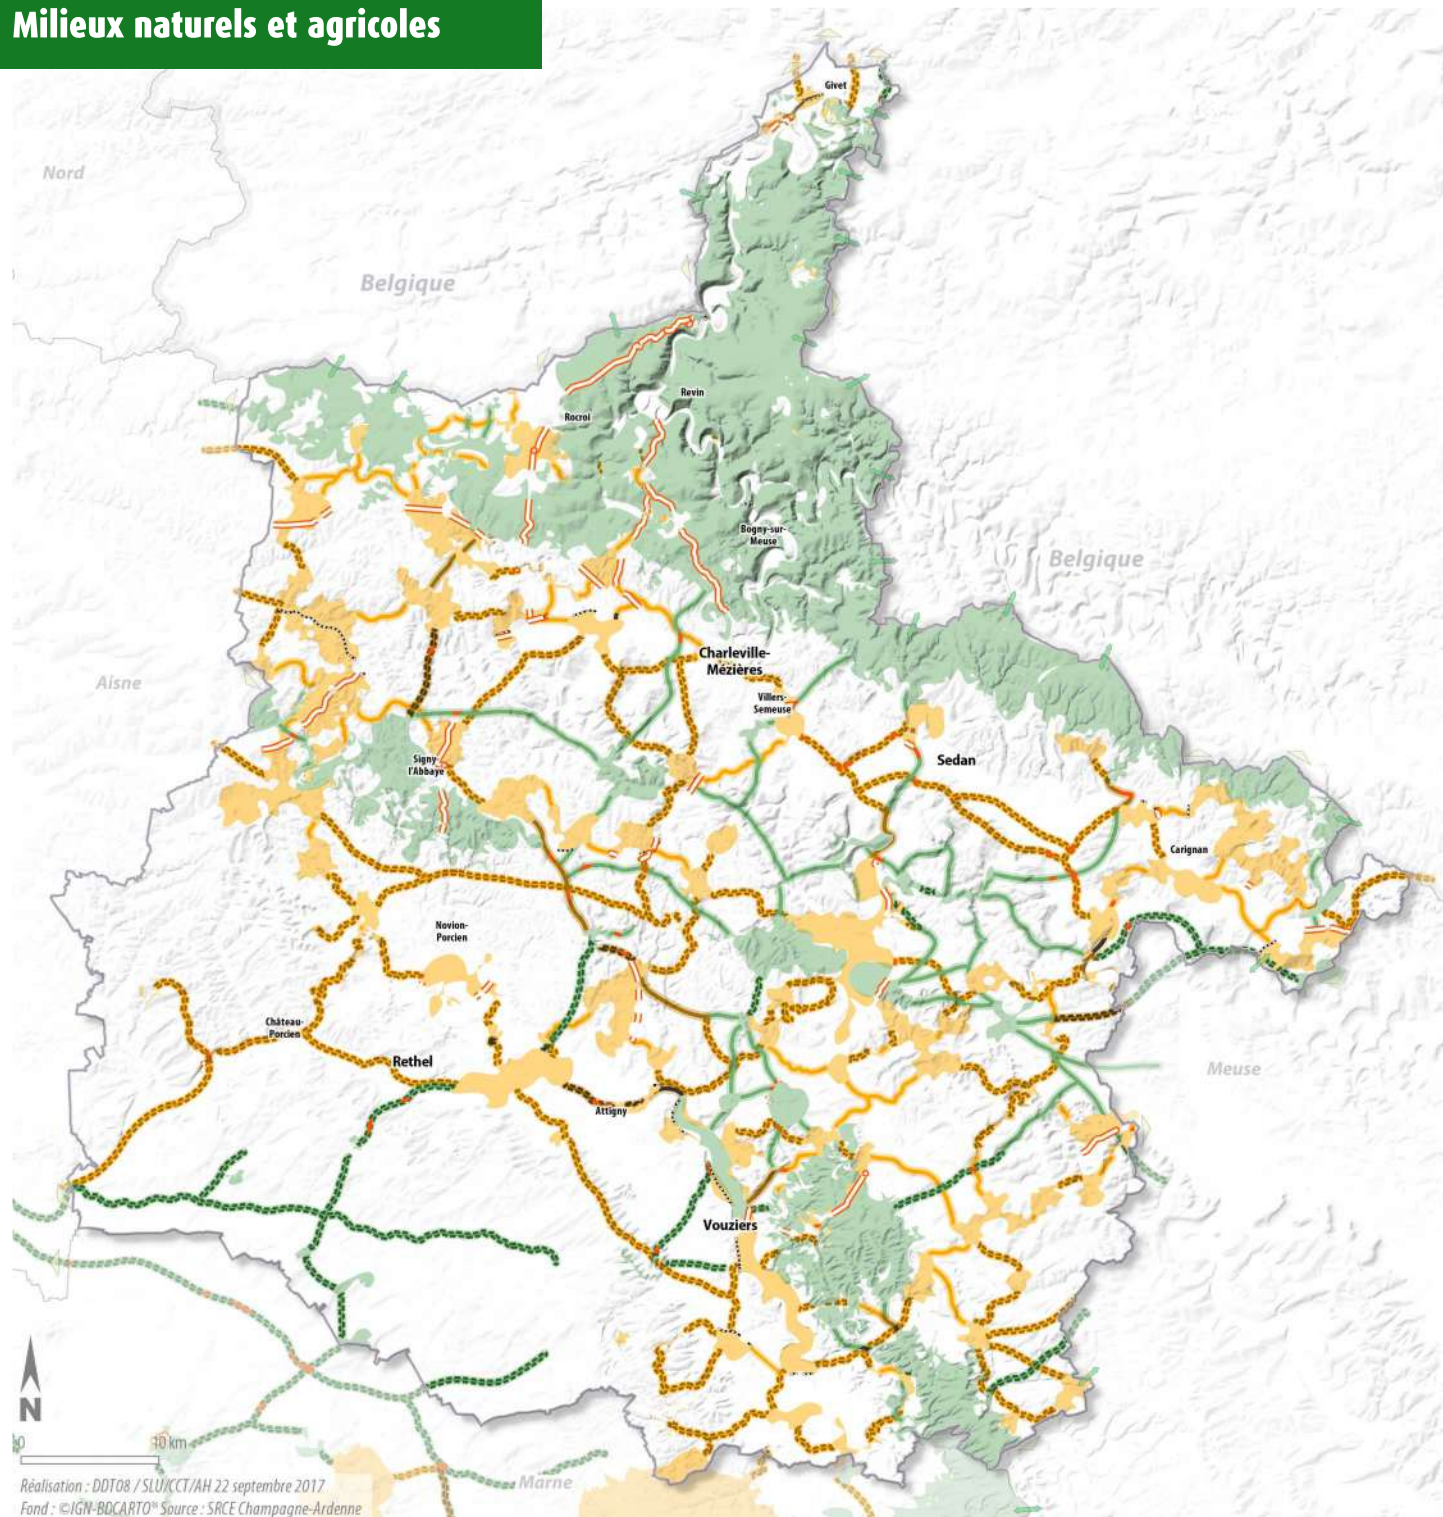 Milieux naturels et agricoles
Givet
Nord
Belgique
Revin
Rocroi
Bogny-sur-
Meuse
Belgique
Charleville-
Mézières
Aisne
Villers-
Semeuse
Signy-
l'Abbaye
Sedan
Carignan
Novion-
Porcien
Château-
Porcien
Rethel
Meuse
Attigny
Vouziers
N
0
10 km
Marne
Réalisation : DDT08 / SLU/CCT/AH 22 septembre 2017
Fond : ©IGN-BDCARTO® Source : SRCE Champagne-Ardenne